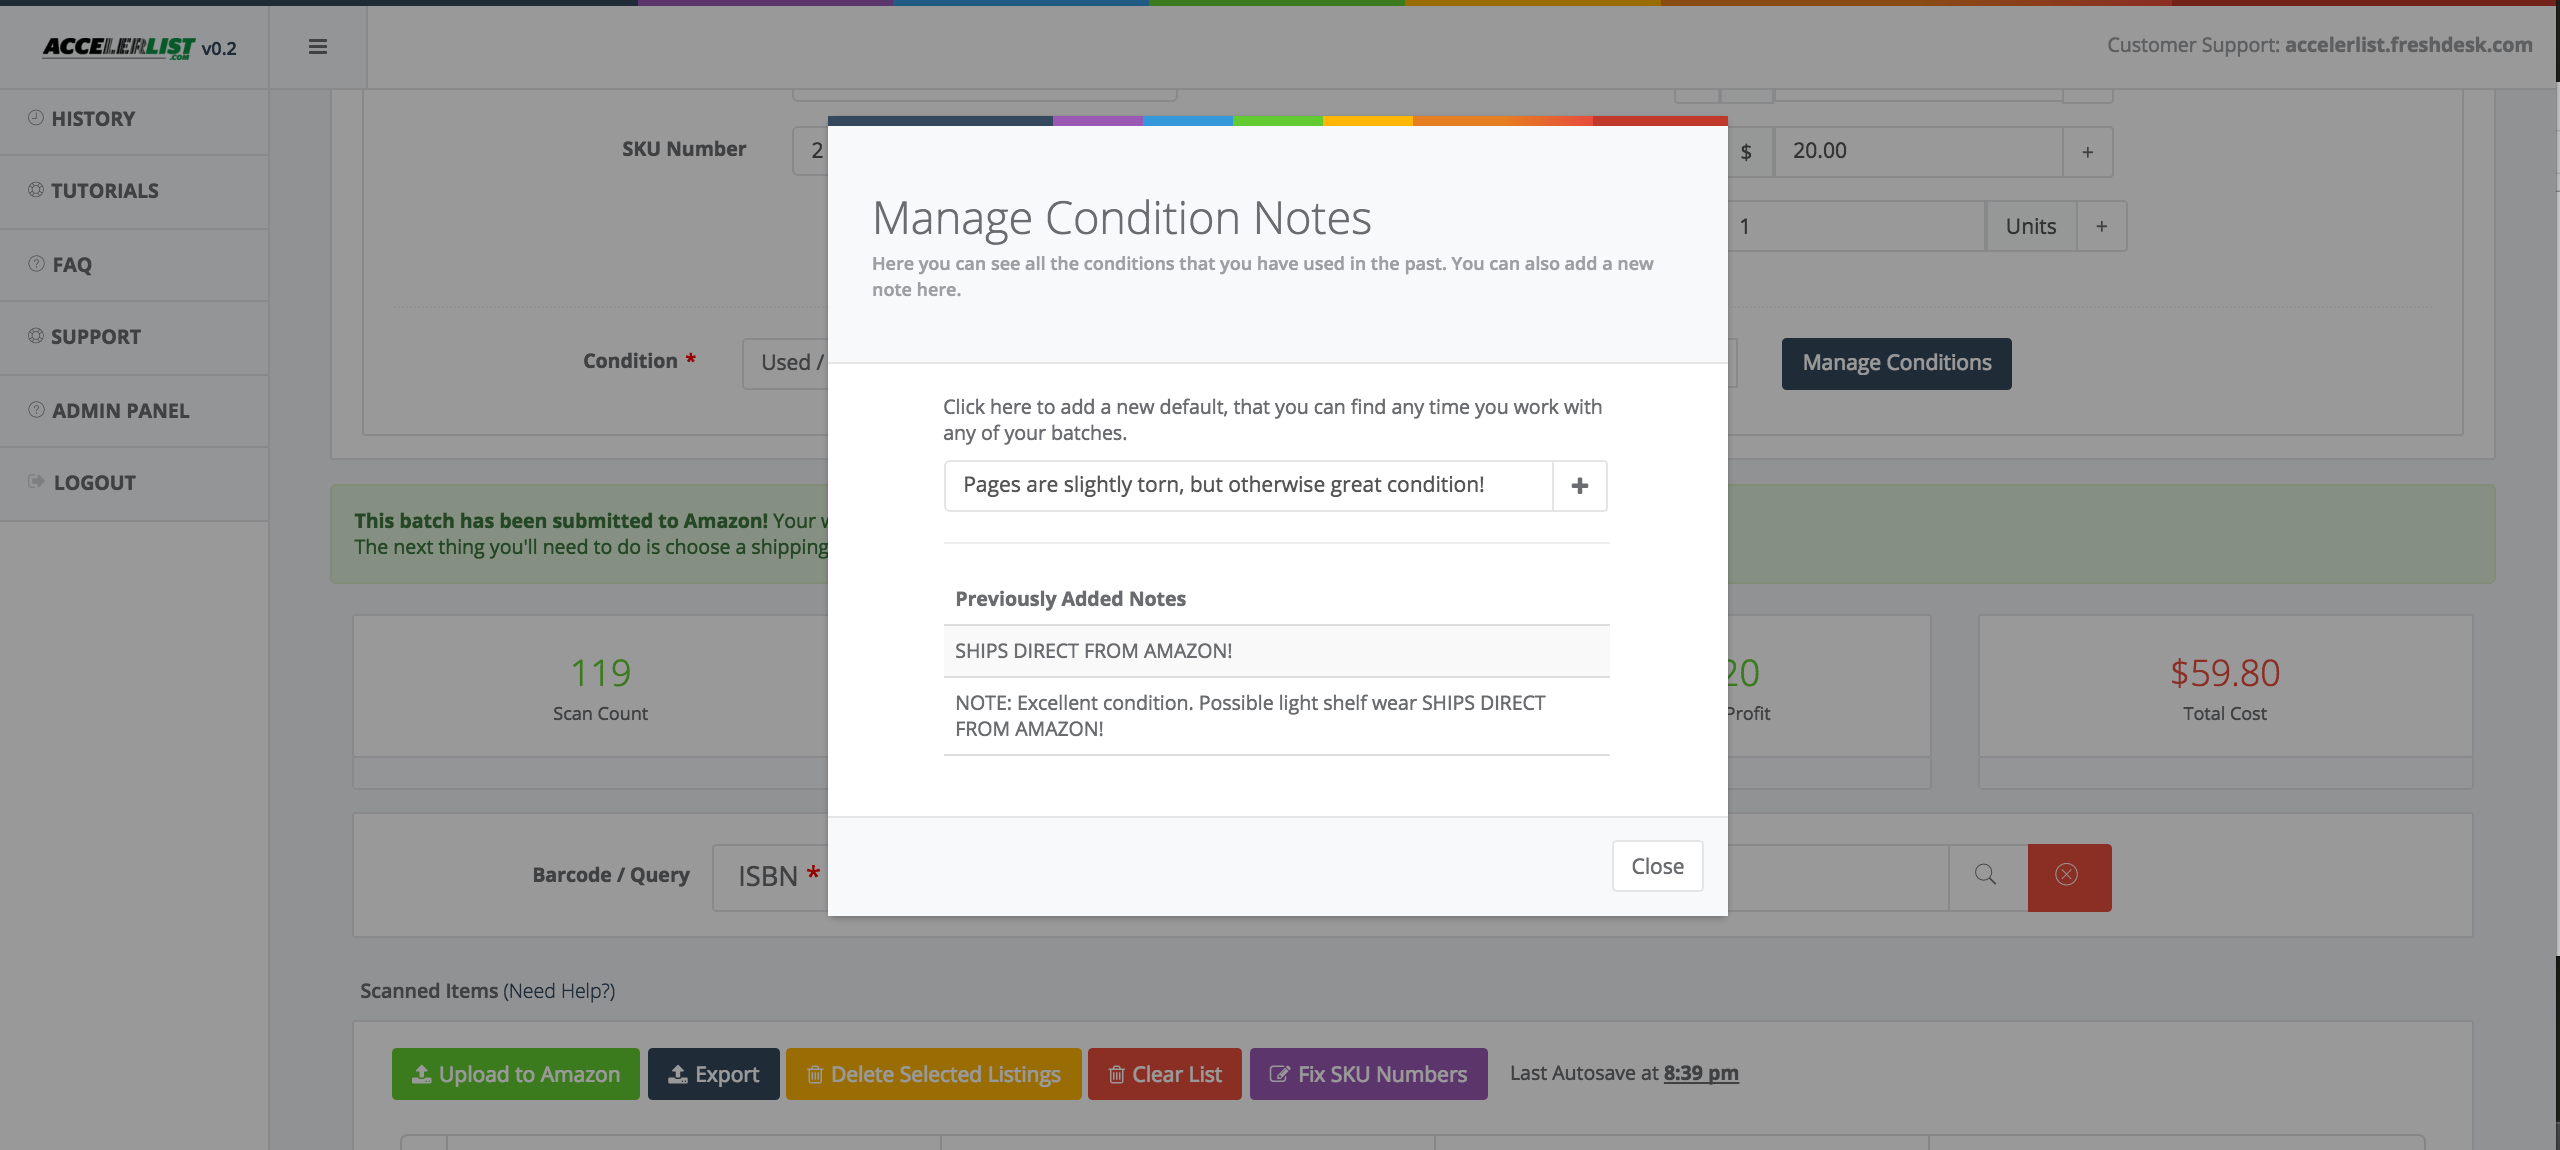 ACCELERLIST.COM v0.2
Customer Support: accelerlist.freshdesk.com
HISTORY
TUTORIALS
FAQ
SUPPORT
ADMIN PANEL
LOGOUT
SKU Number
2
$ 20.00 +
1 Units +
Condition *
Used /
Manage Conditions
Manage Condition Notes
Here you can see all the conditions that you have used in the past. You can also add a new
note here.
Click here to add a new default, that you can find any time you work with
any of your batches.
Pages are slightly torn, but otherwise great condition!
Previously Added Notes
SHIPS DIRECT FROM AMAZON!
NOTE: Excellent condition. Possible light shelf wear SHIPS DIRECT
FROM AMAZON!
Close
This batch has been submitted to Amazon! Your
The next thing you'll need to do is choose a shipping
119
Scan Count
20
Profit
$59.80
Total Cost
Barcode / Query
ISBN *
Scanned Items (Need Help?)
Upload to Amazon
Export
Delete Selected Listings
Clear List
Fix SKU Numbers
Last Autosave at 8:39 pm